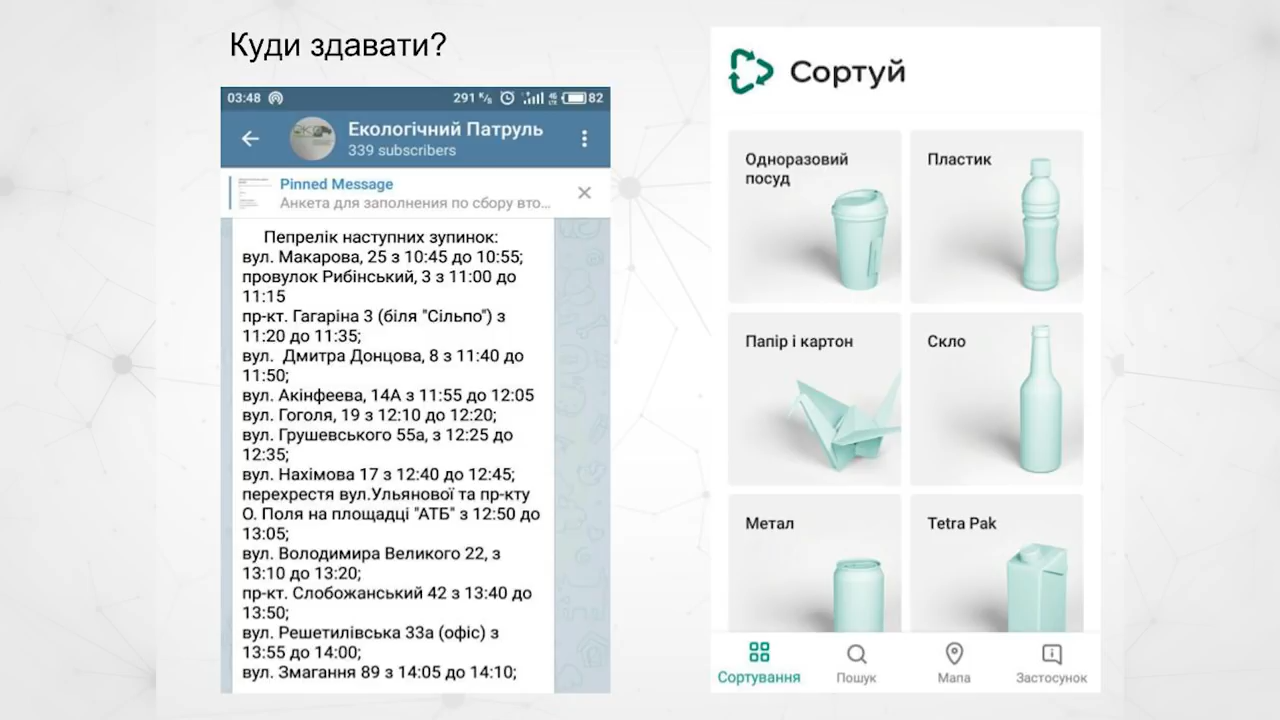 Куди здавати?
03:48
291 К/s
4G
LTE
82
Екологічний Патруль
339 subscribers
Pinned Message
Анкета для заполнения по сбору вто...
Пепрелік наступних зупинок:
вул. Макарова, 25 з 10:45 до 10:55;
провулок Рибінський, 3 з 11:00 до
11:15
пр-кт. Гагаріна 3 (біля "Сільпо") з
11:20 до 11:35;
вул. Дмитра Донцова, 8 з 11:40 до
11:50;
вул. Акінфеева, 14А з 11:55 до 12:05
вул. Гоголя, 19 з 12:10 до 12:20;
вул. Грушевського 55а, з 12:25 до
12:35;
вул. Нахімова 17 з 12:40 до 12:45;
перехрестя вул.Ульянової та пр-кту
О. Поля на площадці "АТБ" з 12:50 до
13:05;
вул. Володимира Великого 22, з
13:10 до 13:20;
пр-кт. Слобожанський 42 з 13:40 до
13:50;
вул. Решетилівська 33а (офіс) з
13:55 до 14:00;
вул. Змагання 89 з 14:05 до 14:10;
Сортуй
Одноразовий
посуд
Пластик
Папір і картон
Скло
Метал
Tetra Pak
Сортування
Пошук
Мапа
Застосунок